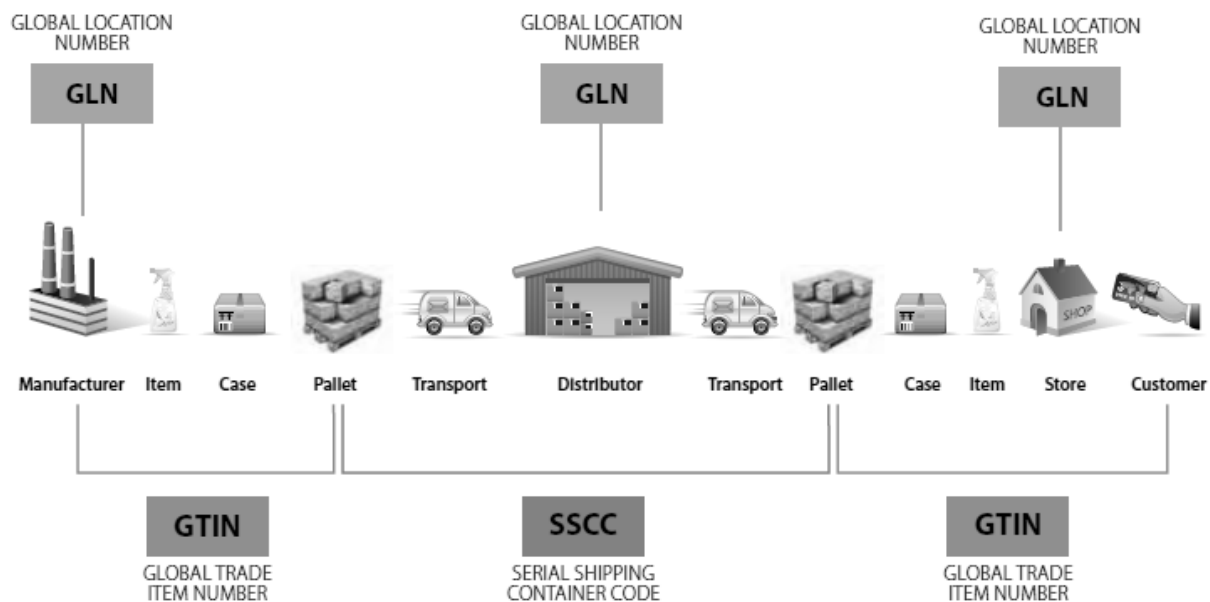 GLOBAL LOCATION
NUMBER
GLN
GLOBAL LOCATION
NUMBER
GLN
GLOBAL LOCATION
NUMBER
GLN
SHOP
Manufacturer
Item
Case
Pallet
Transport
Distributor
Transport
Pallet
Case
Item
Store
Customer
GTIN
GLOBAL TRADE
ITEM NUMBER
SSCC
SERIAL SHIPPING
CONTAINER CODE
GTIN
GLOBAL TRADE
ITEM NUMBER